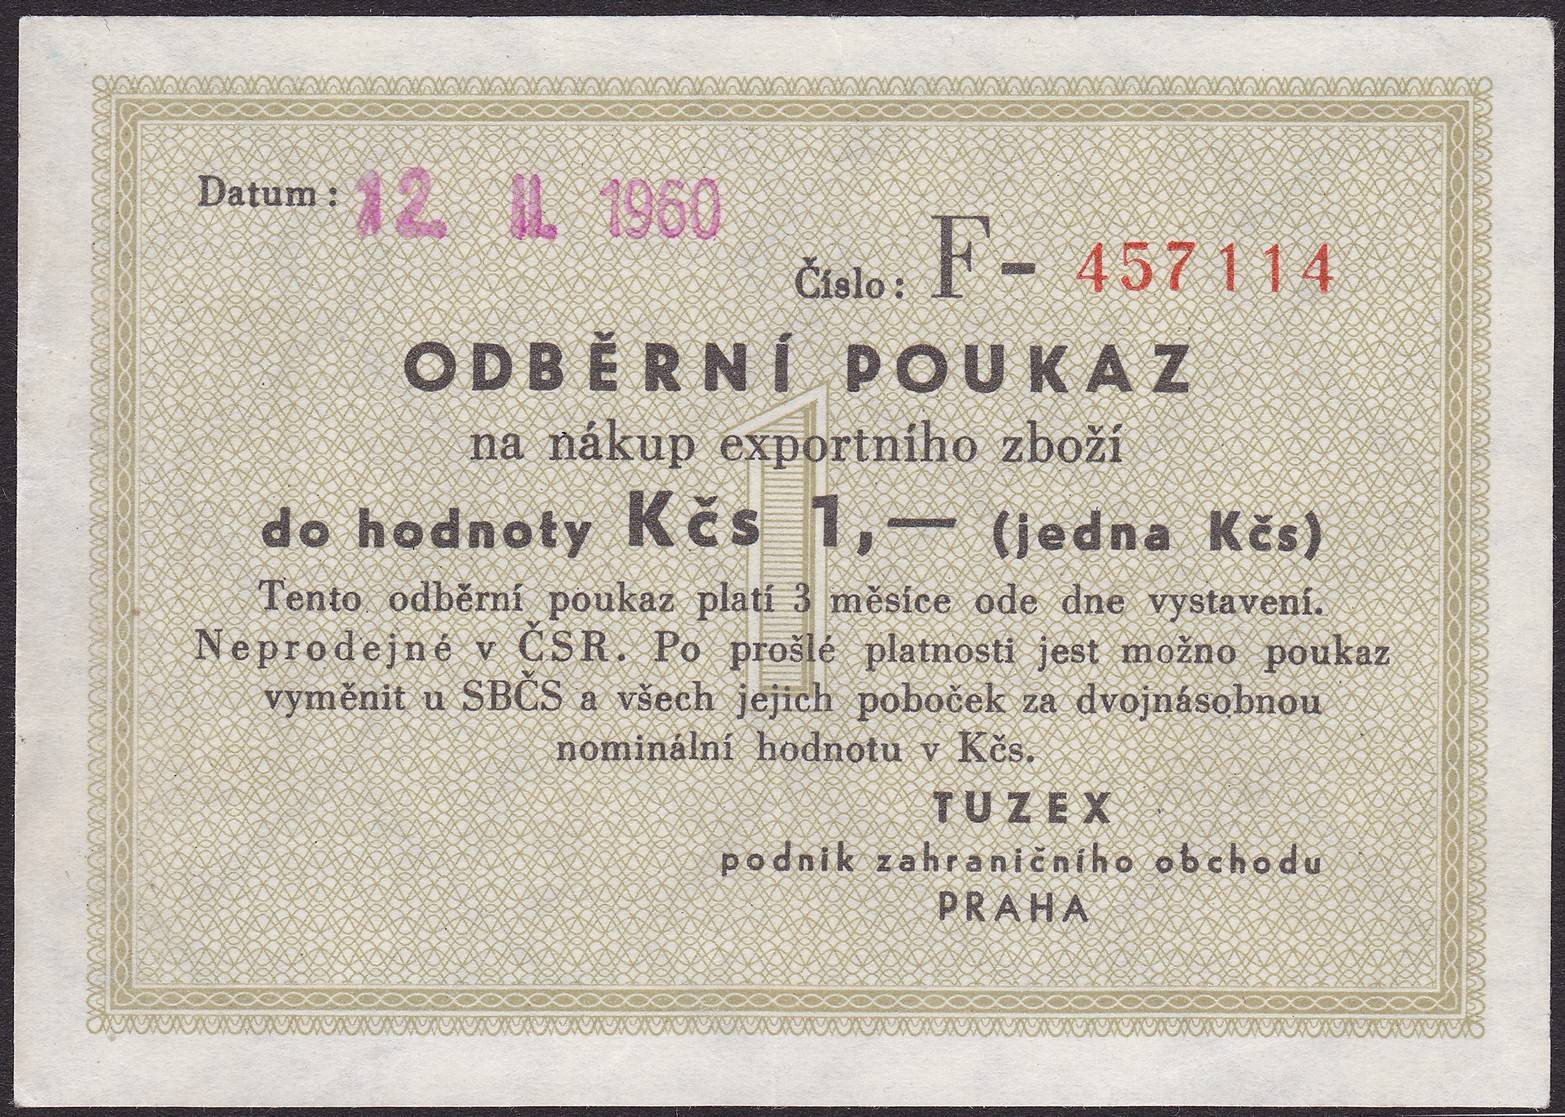 Datum: 12. II. 1960
Číslo: F- 457114
ODBĚRNÍ POUKAZ
na nákup exportního zboží
do hodnoty Kčs 1,— (jedna Kčs)
Tento odběrní poukaz platí 3 měsíce ode dne vystavení.
Neprodejné v ČSR. Po prošlé platnosti jest možno poukaz
vyměnit u SBČS a všech jejich poboček za dvojnásobnou
nominální hodnotu v Kčs.
TUZEX
podnik zahraničního obchodu
PRAHA
1